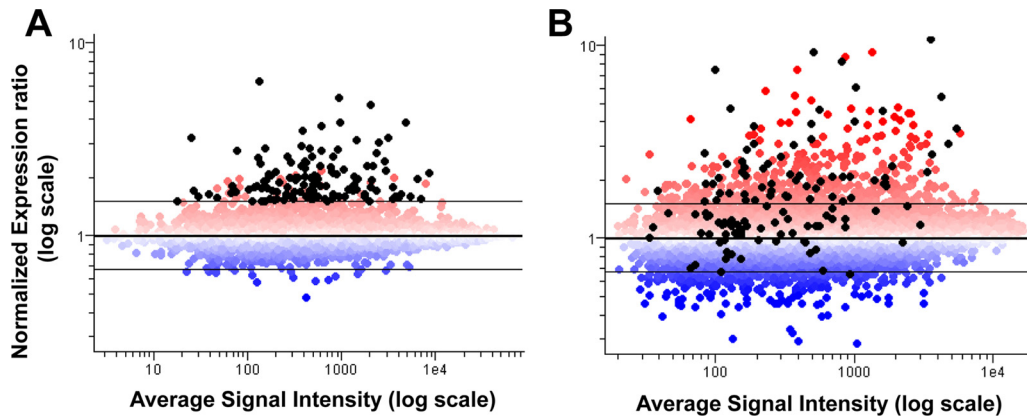 A
B
Normalized Expression ratio
(log scale)
10
1
10
100
1000
1e4
Average Signal Intensity (log scale)
10
1
100
1000
1e4
Average Signal Intensity (log scale)